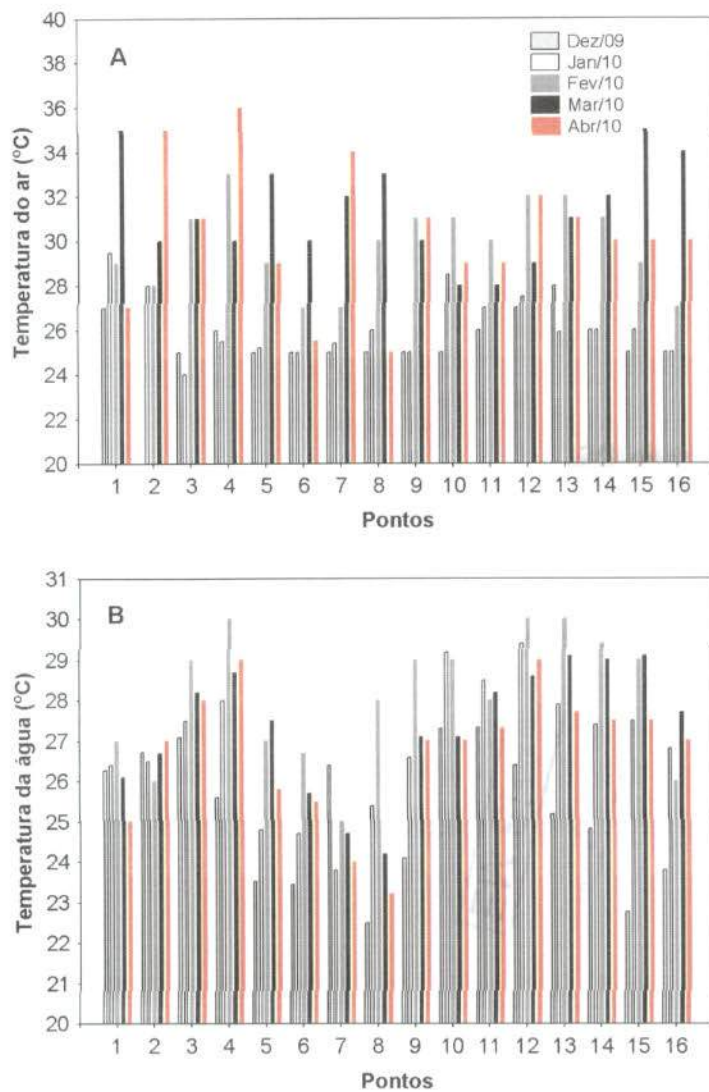 A
Dez/09
Jan/10
Fev/10
Mar/10
Abr/10
Temperatura do ar (ºC)
40
38
36
34
32
30
28
26
24
22
20
1 2 3 4 5 6 7 8 9 10 11 12 13 14 15 16
Pontos
B
Temperatura da água (ºC)
31
30
29
28
27
26
25
24
23
22
21
20
1 2 3 4 5 6 7 8 9 10 11 12 13 14 15 16
Pontos